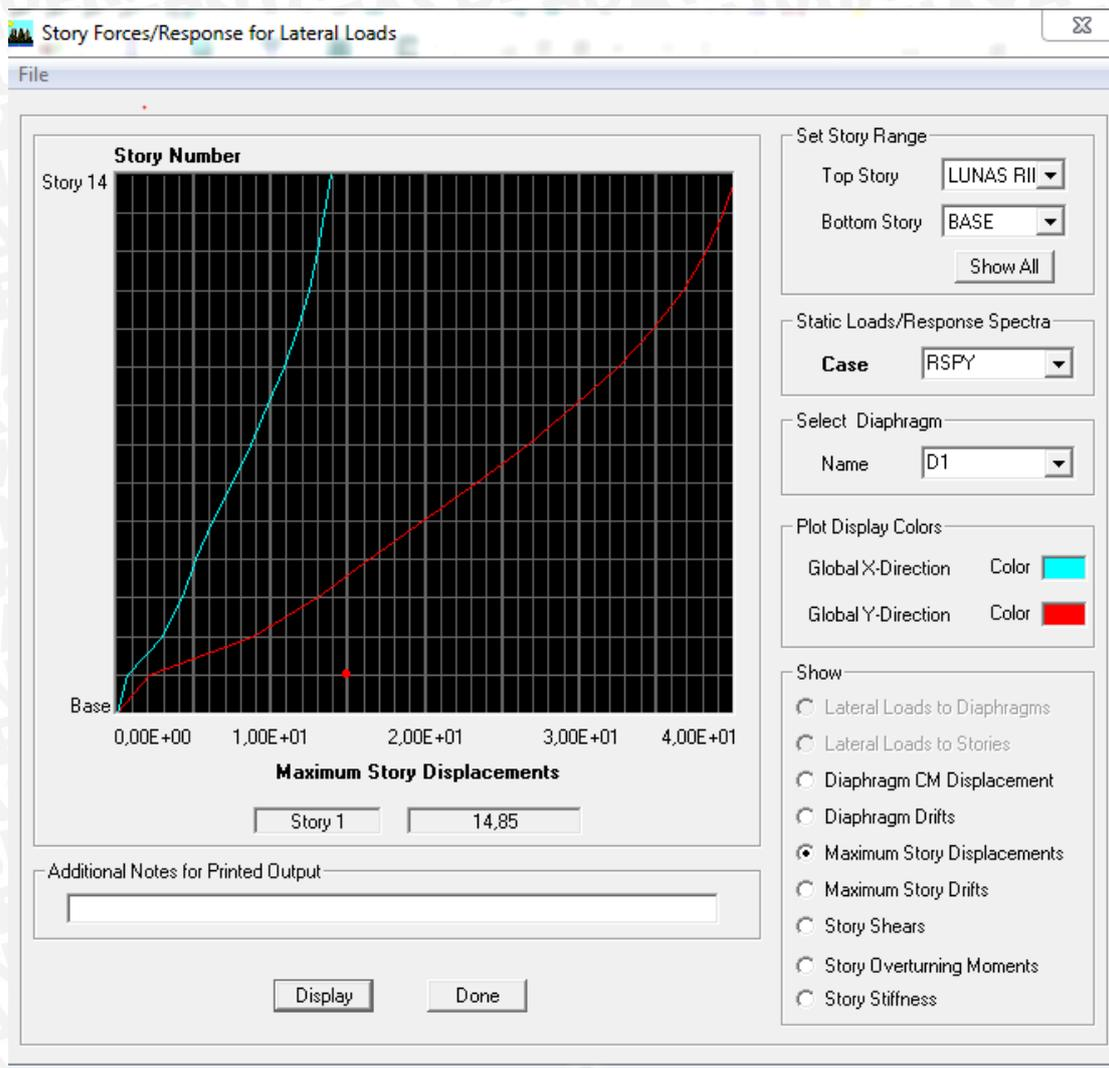 Story Forces/Response for Lateral Loads
File
Story Number
Story 14
Base
0,00E+00 1,00E+01 2,00E+01 3,00E+01 4,00E+01
Maximum Story Displacements
Story 1 14,85
Additional Notes for Printed Output
Display Done
Set Story Range
Top Story LUNAS RII
Bottom Story BASE
Show All
Static Loads/Response Spectra
Case RSPY
Select Diaphragm
Name D1
Plot Display Colors
Global X-Direction Color
Global Y-Direction Color
Show
Lateral Loads to Diaphragms
Lateral Loads to Stories
Diaphragm CM Displacement
Diaphragm Drifts
Maximum Story Displacements
Maximum Story Drifts
Story Shears
Story Overturning Moments
Story Stiffness